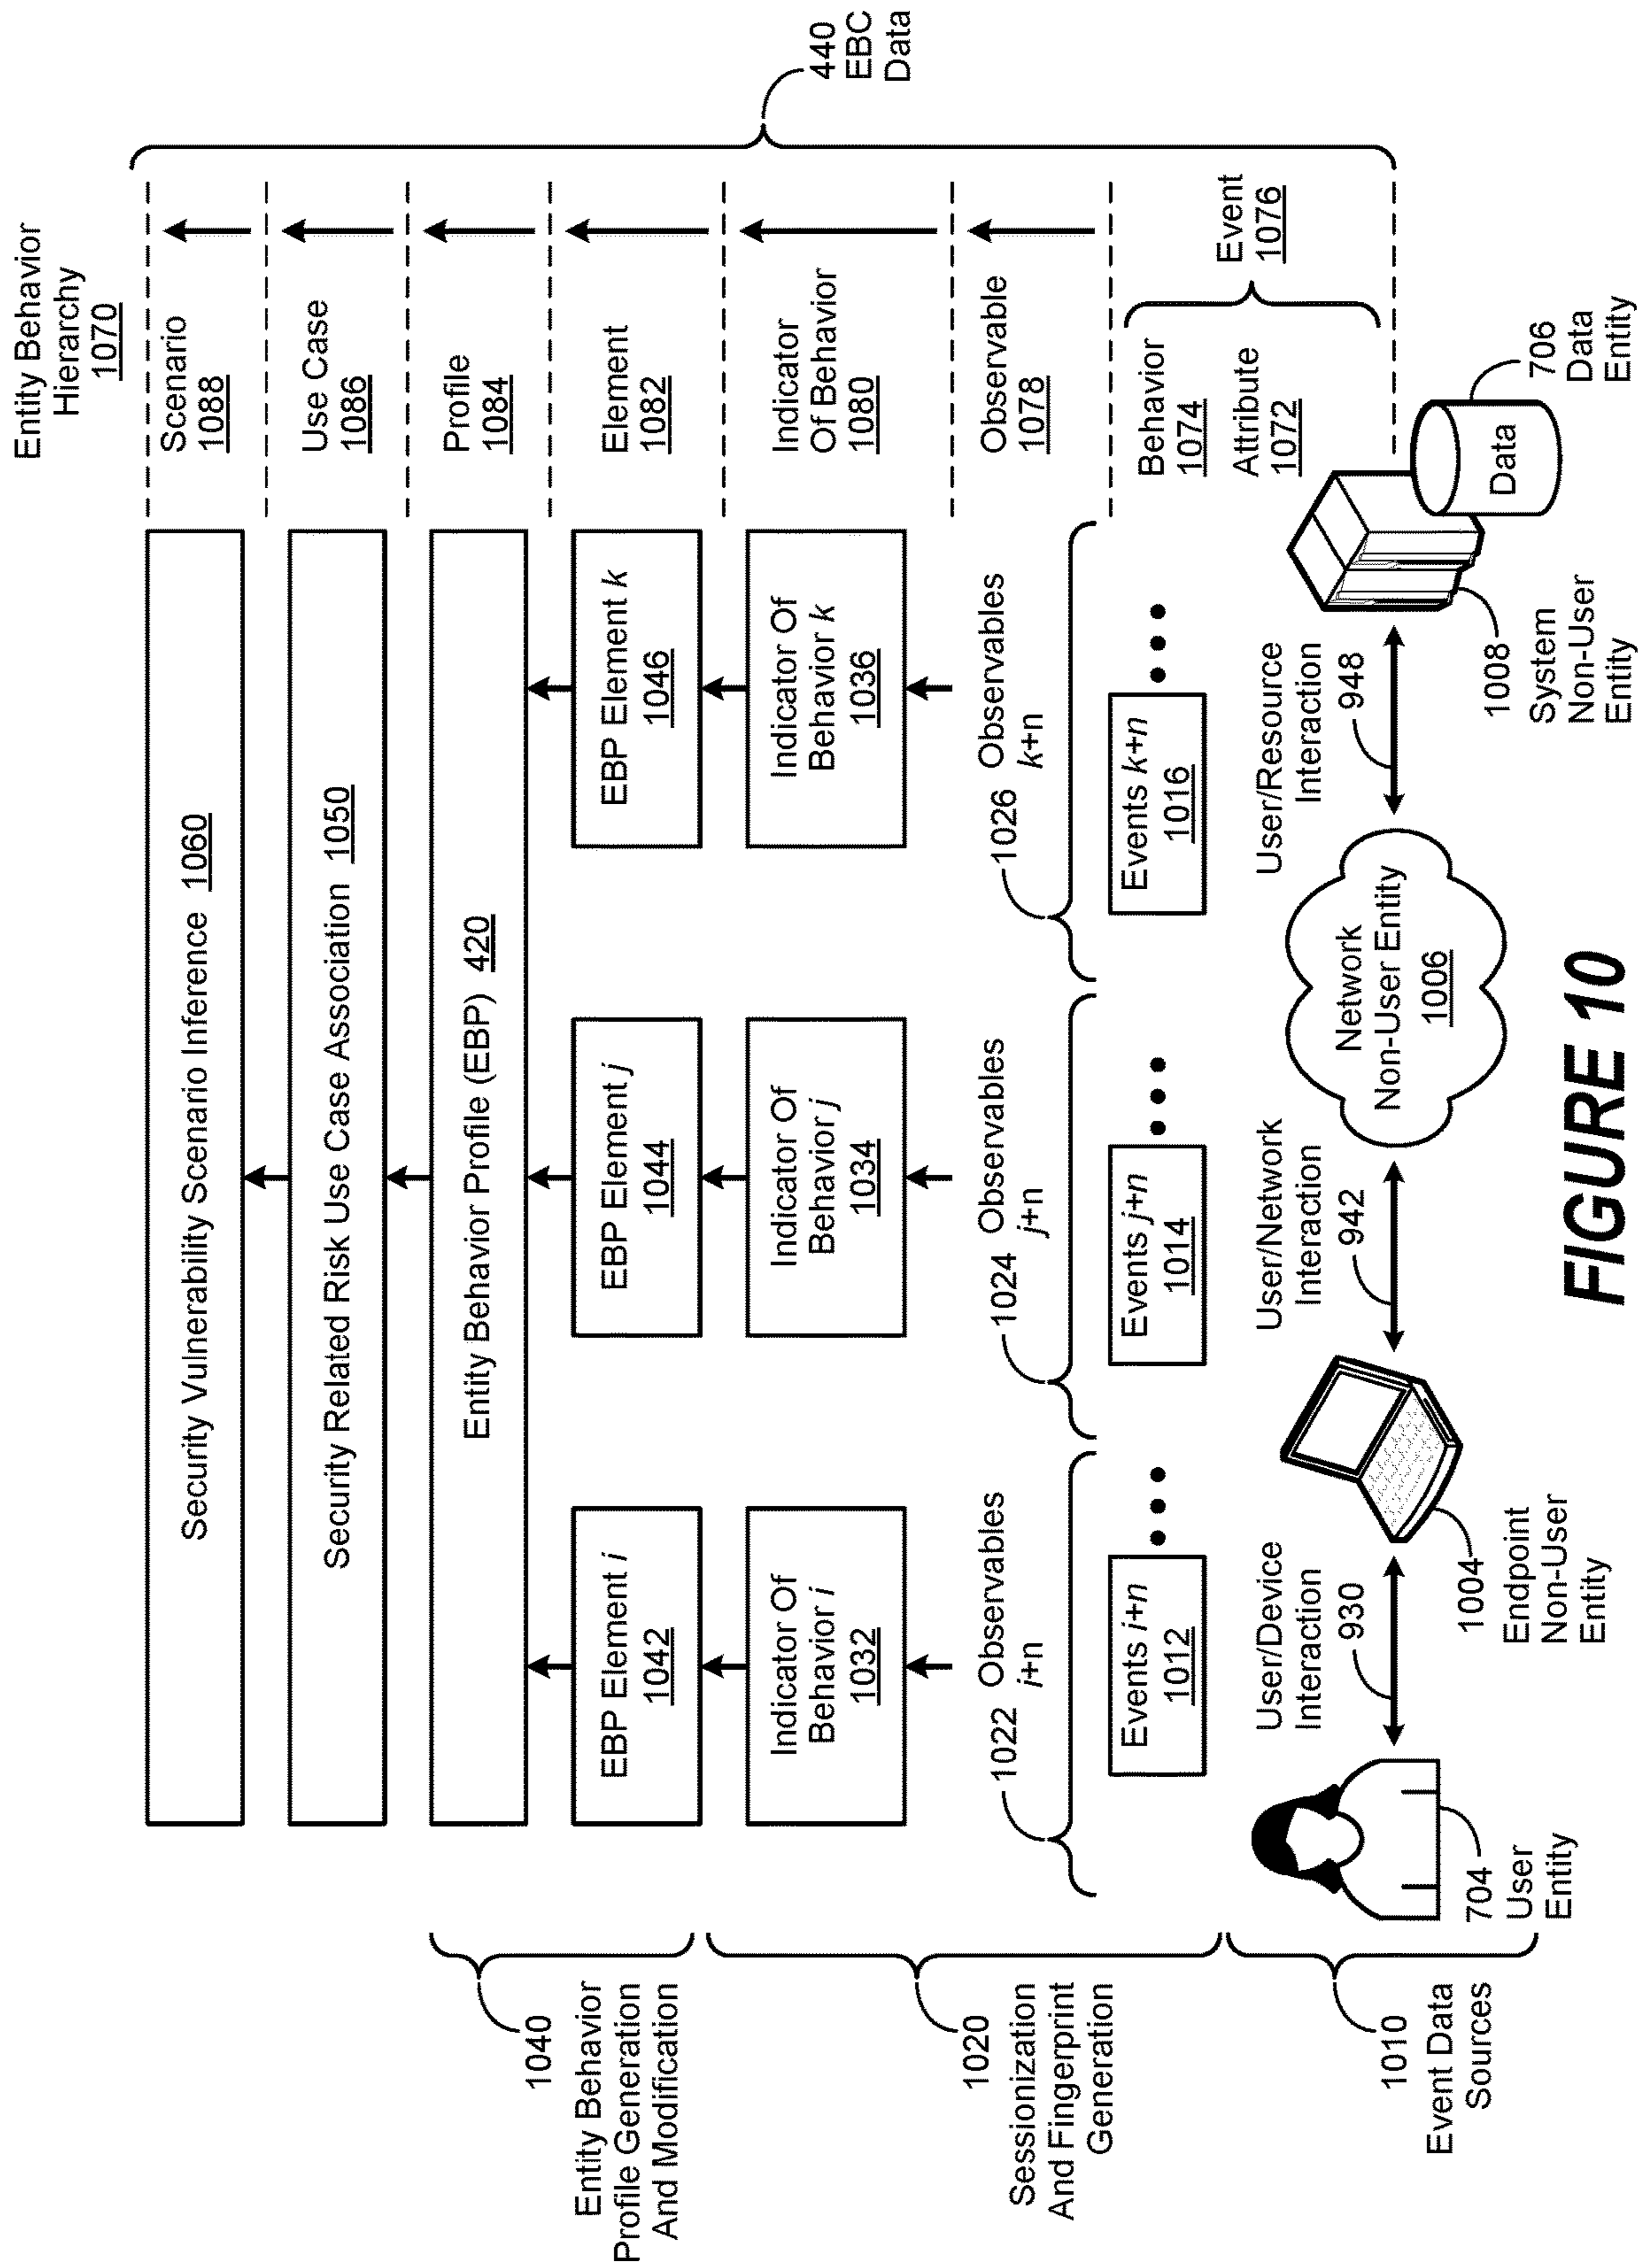 Entity Behavior
Hierarchy
1070
Security Vulnerability Scenario Inference 1060
Scenario
1088
Security Related Risk Use Case Association 1050
Use Case
1086
Entity Behavior Profile (EBP) 420
Profile
1084
440
EBC
Data
1040
Entity Behavior
Profile Generation
And Modification
EBP Element i
1042
EBP Element j
1044
EBP Element k
1046
Element
1082
Indicator Of
Behavior i
1032
Indicator Of
Behavior j
1034
Indicator Of
Behavior k
1036
Indicator
Of Behavior
1080
1020
Sessionization
And Fingerprint
Generation
1022
Observables
i+n
1024
Observables
j+n
1026
Observables
k+n
Observable
1078
Events i+n
1012
Events j+n
1014
Events k+n
1016
Behavior
1074
Attribute
1072
Event
1076
1010
Event Data
Sources
User/Device
Interaction
930
User/Network
Interaction
942
Network
Non-User Entity
1006
User/Resource
Interaction
948
Data
704
User
Entity
1004
Endpoint
Non-User
Entity
1008
System
Non-User
Entity
706
Data
Entity
FIGURE 10